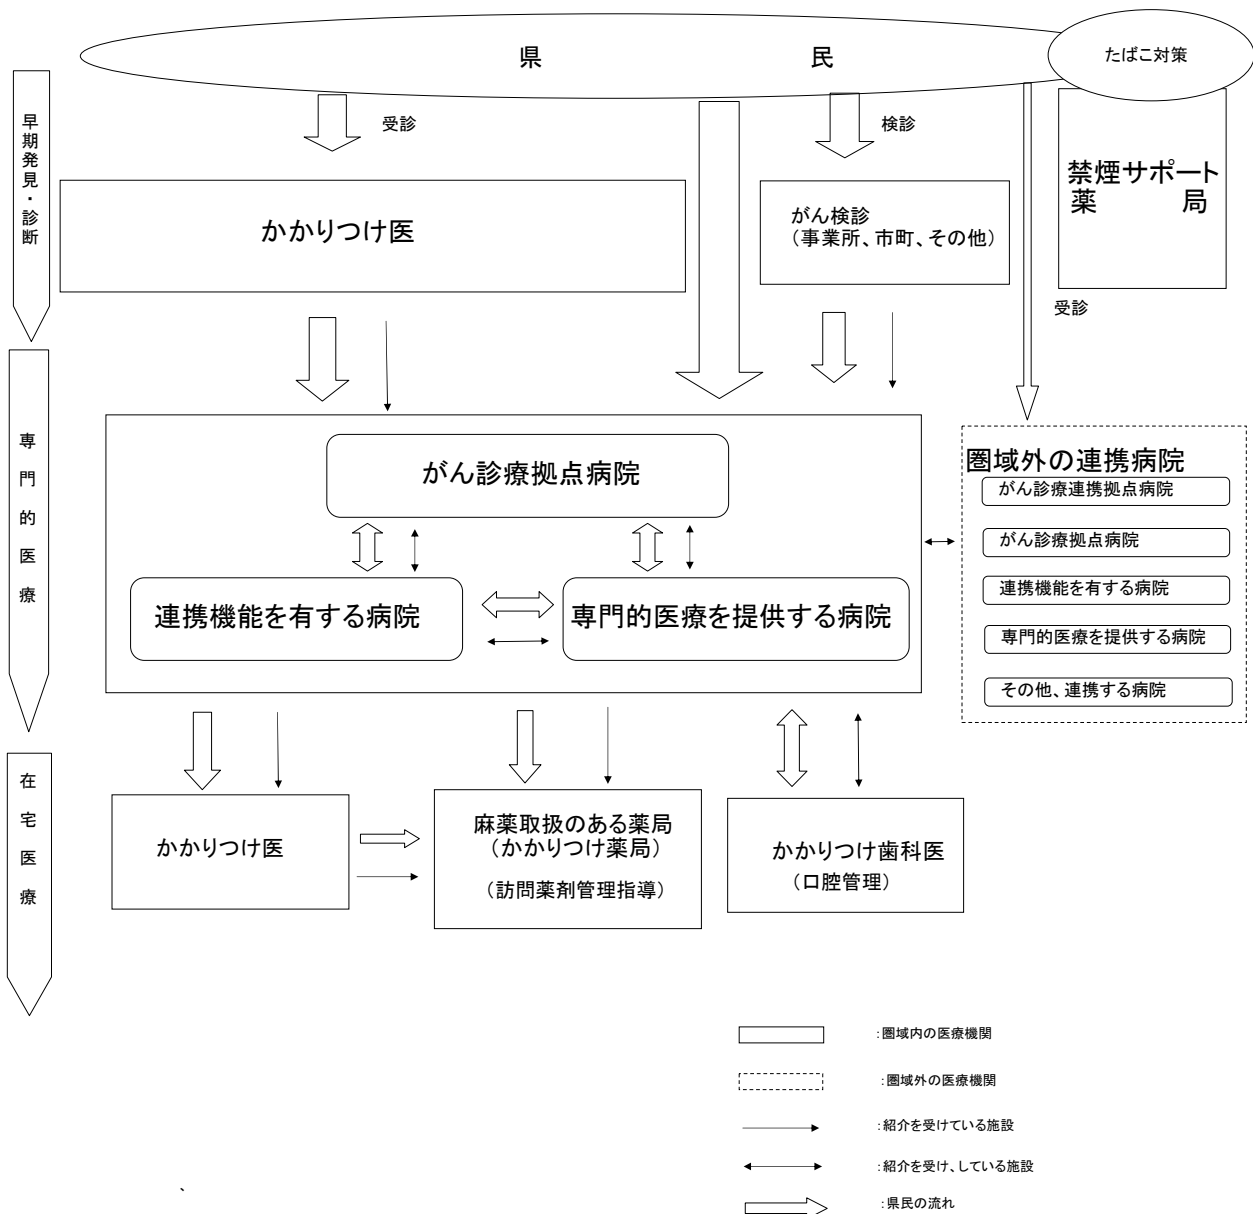 県　民
たばこ対策
早期発見・診断
受診
検診
禁煙サポート
薬　局
かかりつけ医
がん検診
（事業所、市町、その他）
受診
専門的医療
がん診療拠点病院
連携機能を有する病院
専門的医療を提供する病院
圏域外の連携病院
がん診療連携拠点病院
がん診療拠点病院
連携機能を有する病院
専門的医療を提供する病院
その他、連携する病院
在宅医療
かかりつけ医
麻薬取扱のある薬局
（かかりつけ薬局）
（訪問薬剤管理指導）
かかりつけ歯科医
（口腔管理）
：圏域内の医療機関
：圏域外の医療機関
：紹介を受けている施設
：紹介を受け、している施設
：県民の流れ
、